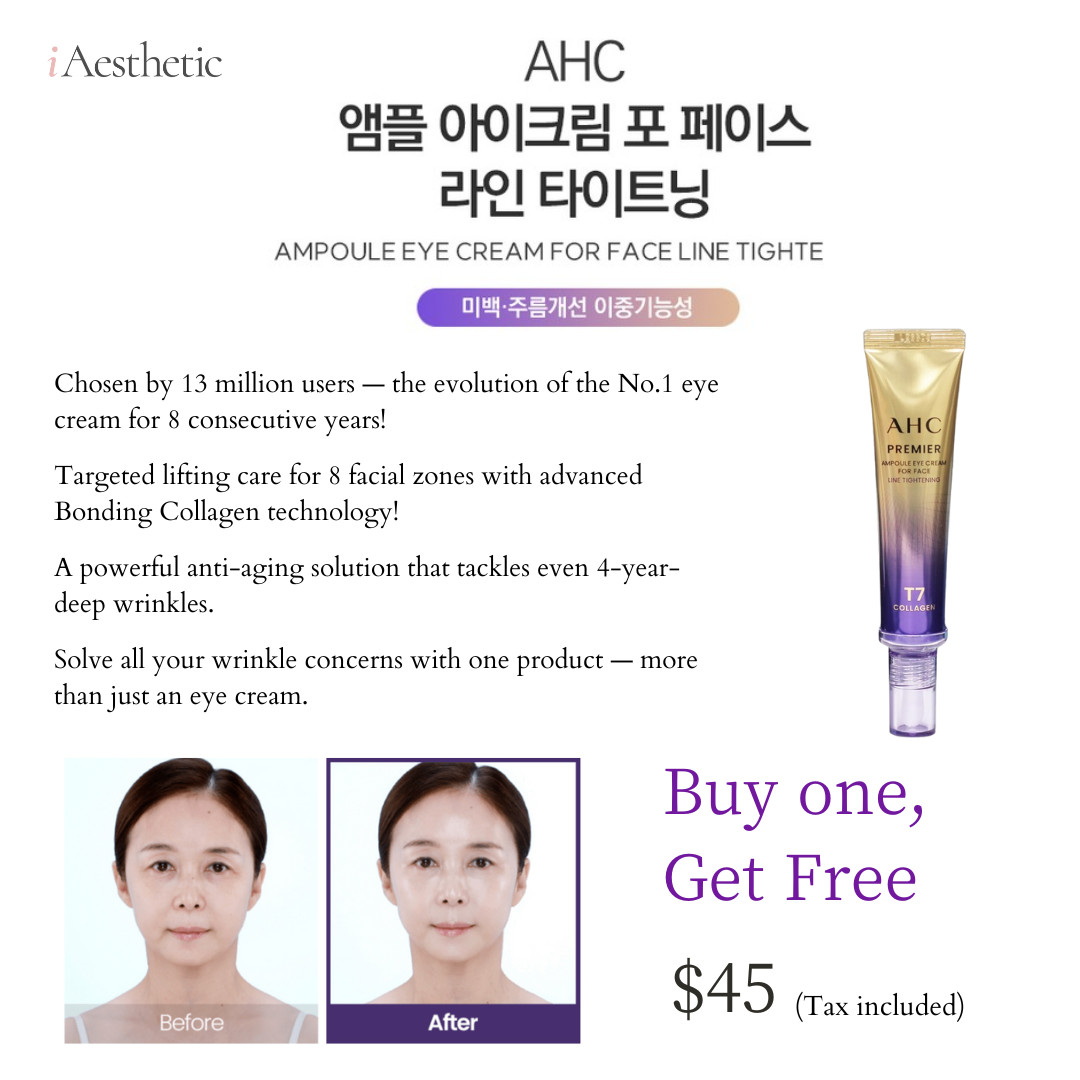 iAesthetic
AHC
앰플 아이크림 포 페이스
라인 타이트닝
AMPOULE EYE CREAM FOR FACE LINE TIGHTE
미백·주름개선 이중기능성
Chosen by 13 million users — the evolution of the No.1 eye
cream for 8 consecutive years!
Targeted lifting care for 8 facial zones with advanced
Bonding Collagen technology!
A powerful anti-aging solution that tackles even 4-year-
deep wrinkles.
Solve all your wrinkle concerns with one product — more
than just an eye cream.
AHC
PREMIER
AMPOULE EYE CREAM
FOR FACE
LINE TIGHTENING
T7
COLLAGEN
Before
After
Buy one,
Get Free
$45 (Tax included)